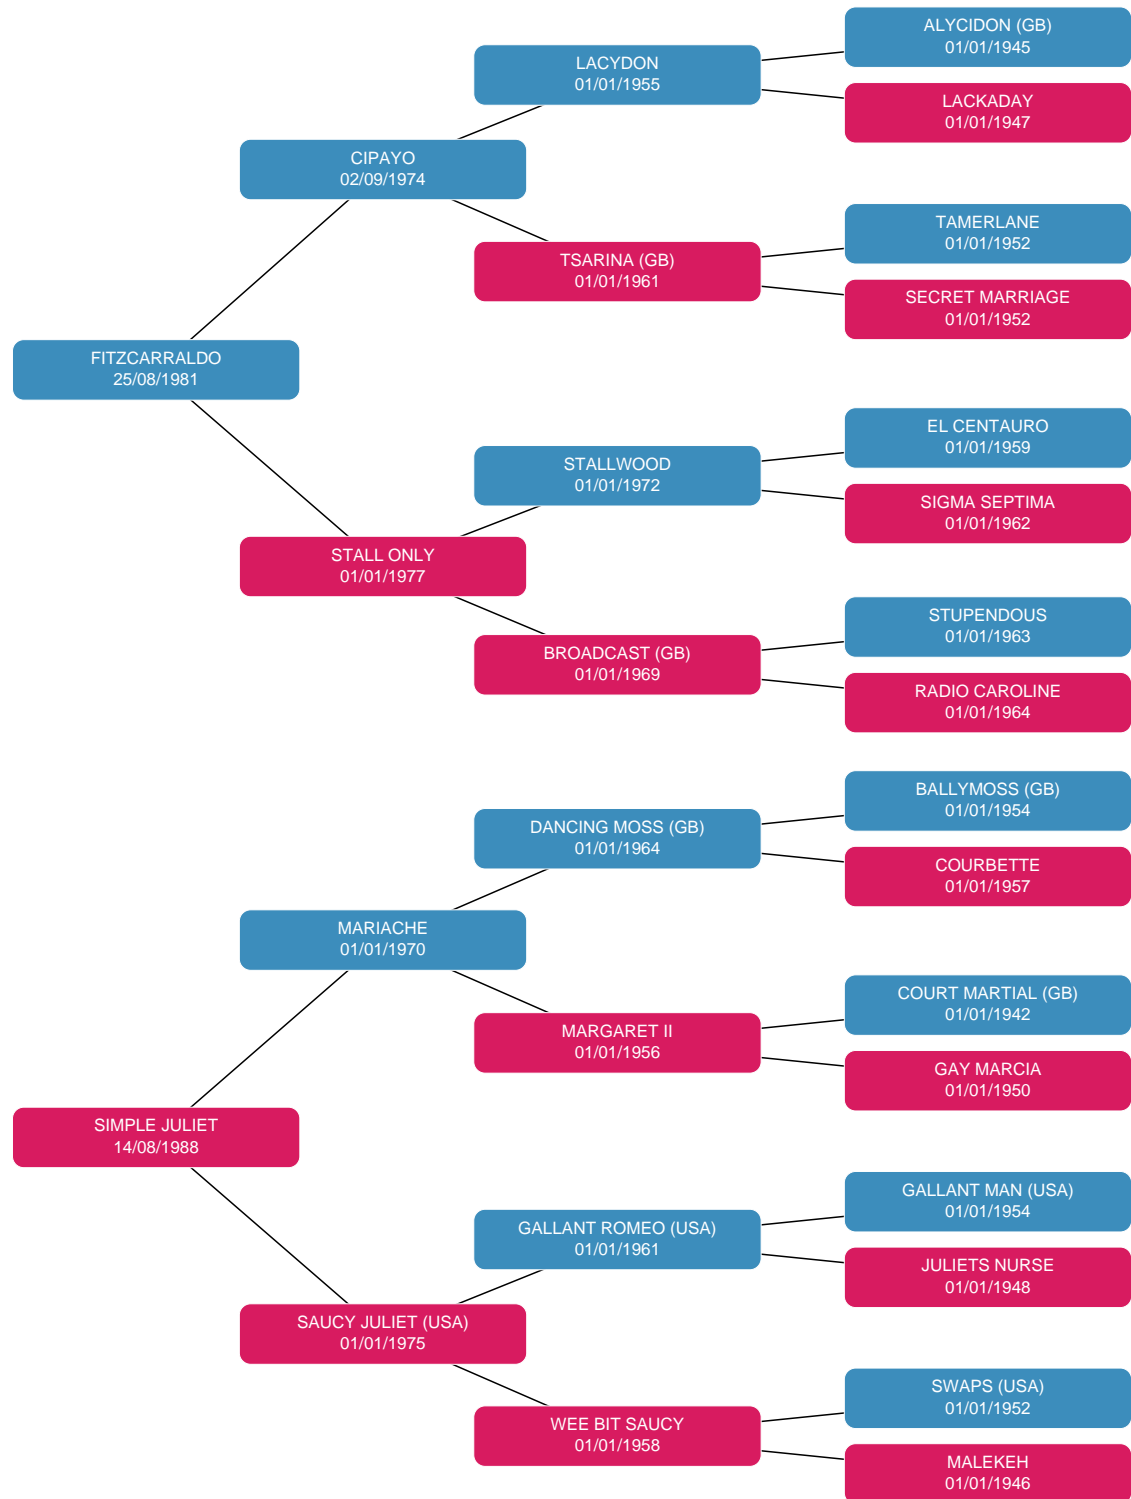 ALYCIDON (GB)
01/01/1945
LACYDON
01/01/1955
LACKADAY
01/01/1947
CIPAYO
02/09/1974
TAMERLANE
01/01/1952
TSARINA (GB)
01/01/1961
SECRET MARRIAGE
01/01/1952
FITZCARRALDO
25/08/1981
EL CENTAURO
01/01/1959
STALLWOOD
01/01/1972
SIGMA SEPTIMA
01/01/1962
STALL ONLY
01/01/1977
STUPENDOUS
01/01/1963
BROADCAST (GB)
01/01/1969
RADIO CAROLINE
01/01/1964
BALLYMOSS (GB)
01/01/1954
DANCING MOSS (GB)
01/01/1964
COURBETTE
01/01/1957
MARIACHE
01/01/1970
COURT MARTIAL (GB)
01/01/1942
MARGARET II
01/01/1956
GAY MARCIA
01/01/1950
SIMPLE JULIET
14/08/1988
GALLANT MAN (USA)
01/01/1954
GALLANT ROMEO (USA)
01/01/1961
JULIETS NURSE
01/01/1948
SAUCY JULIET (USA)
01/01/1975
SWAPS (USA)
01/01/1952
WEE BIT SAUCY
01/01/1958
MALEKEH
01/01/1946